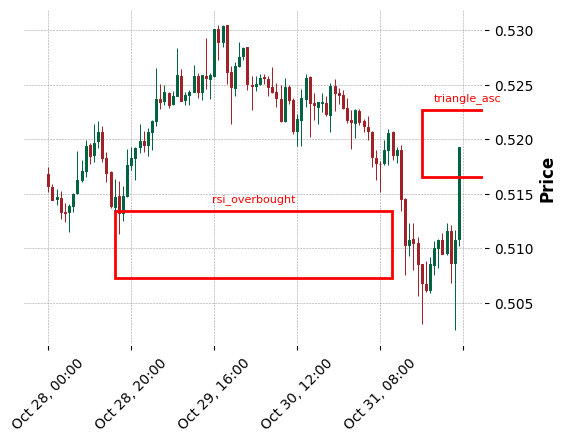 0.530
triangle_asc
0.525
0.520
rsi_overbought
0.515
0.510
0.505
Price
Oct 28, 00:00
Oct 28, 20:00
Oct 29, 16:00
Oct 30, 12:00
Oct 31, 08:00